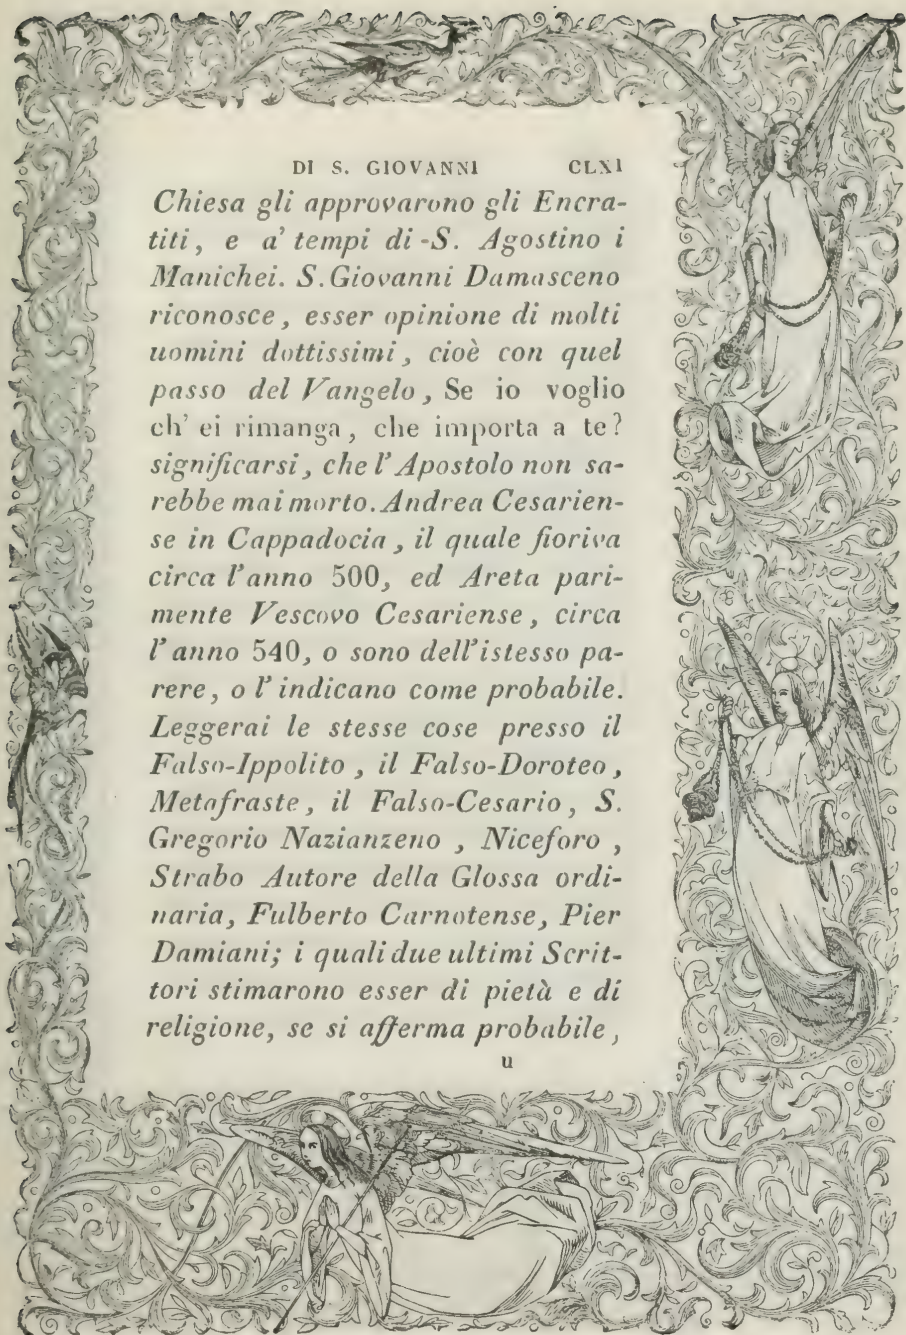 DI S. GIOVANNI CLXI
Chiesa gli approvarono gli Encra-
titi, e a' tempi di -S. Agostino i
Manichei. S. Giovanni Damasceno
riconosce, esser opinione di molti
uomini dottissimi, cioè con quel
passo del Vangelo, Se io voglio
ch' ei rimanga, che importa a te?
significarsi, che l'Apostolo non sa-
rebbe mai morto. Andrea Cesarien-
se in Cappadocia, il quale fioriva
circa l'anno 500, ed Areta pari-
mente Vescovo Cesariense, circa
l'anno 540, o sono dell'istesso pa-
rere, o l'indicano come probabile.
Leggerai le stesse cose presso il
Falso-Ippolito, il Falso-Doroteo,
Metafraste, il Falso-Cesario, S.
Gregorio Nazianzeno, Niceforo,
Strabo Autore della Glossa ordi-
naria, Fulberto Carnotense, Pier
Damiani; i quali due ultimi Scrit-
tori stimarono esser di pietà e di
religione, se si afferma probabile,
u